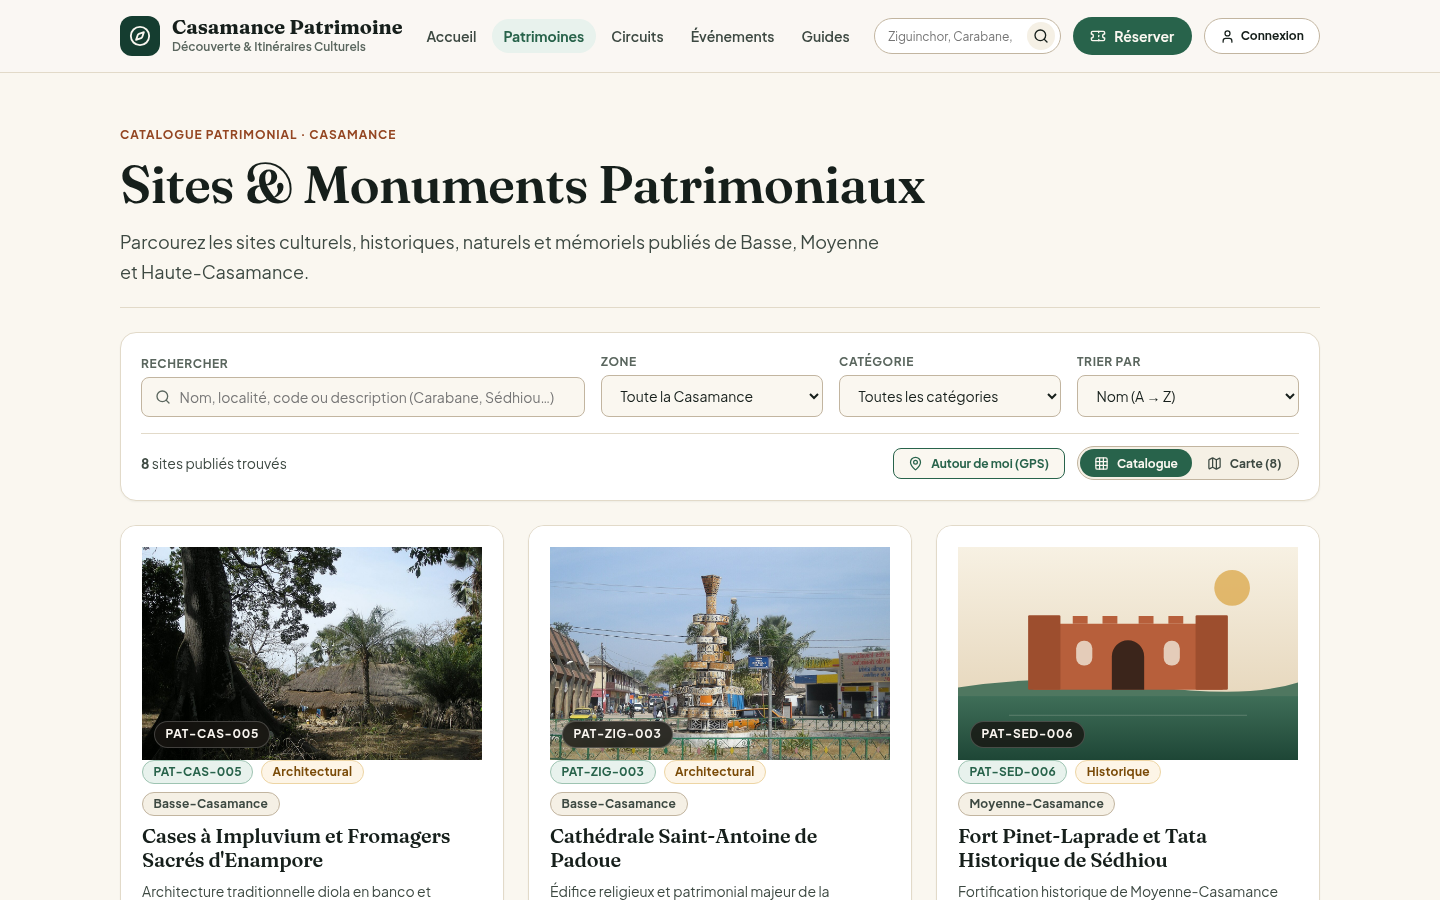 Casamance Patrimoine
Découverte & Itinéraires Culturels
Accueil
Patrimoines
Circuits
Événements
Guides
Ziguinchor, Carabane,
Réserver
Connexion
CATALOGUE PATRIMONIAL · CASAMANCE
Sites & Monuments Patrimoniaux
Parcourez les sites culturels, historiques, naturels et mémoriels publiés de Basse, Moyenne
et Haute-Casamance.
RECHERCHER
Nom, localité, code ou description (Carabane, Sédhiou...)
ZONE
Toute la Casamance
CATÉGORIE
Toutes les catégories
TRIER PAR
Nom (A → Z)
8 sites publiés trouvés
Autour de moi (GPS)
Catalogue
Carte (8)
PAT-CAS-005
PAT-CAS-005
Architectural
Basse-Casamance
Cases à Impluvium et Fromagers
Sacrés d'Enampore
Architecture traditionnelle diola en banco et
PAT-ZIG-003
PAT-ZIG-003
Architectural
Basse-Casamance
Cathédrale Saint-Antoine de
Padoue
Édifice religieux et patrimonial majeur de la
PAT-SED-006
PAT-SED-006
Historique
Moyenne-Casamance
Fort Pinet-Laprade et Tata
Historique de Sédhiou
Fortification historique de Moyenne-Casamance